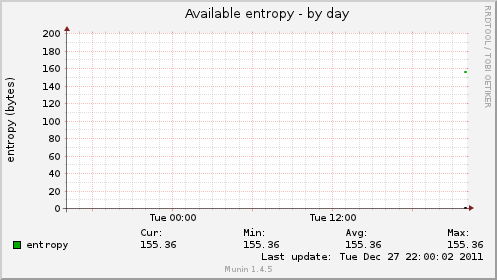 Available entropy - by day
RRDTOOL / TOBI OETIKER
entropy (bytes)
200
180
160
140
120
100
80
60
40
20
0
Tue 00:00 Tue 12:00
Cur: Min: Avg: Max:
entropy 155.36 155.36 155.36 155.36
Last update: Tue Dec 27 22:00:02 2011
Munin 1.4.5